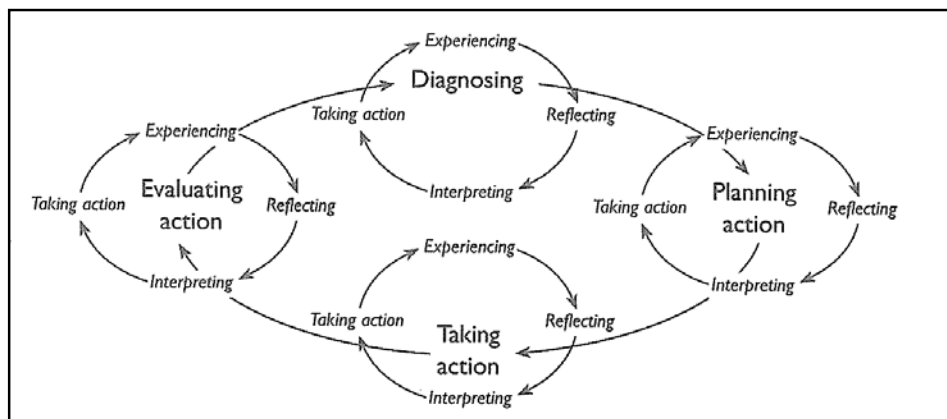 Experiencing
Diagnosing
Taking action
Reflecting
Interpreting
Experiencing
Evaluating
action
Taking action
Reflecting
Interpreting
Experiencing
Planning
action
Taking action
Reflecting
Interpreting
Experiencing
Taking action
Reflecting
Taking
action
Interpreting